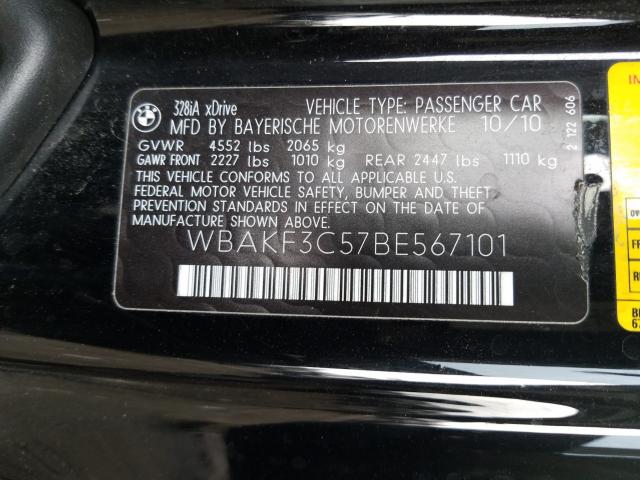 BMW
328iA xDrive VEHICLE TYPE: PASSENGER CAR
MFD BY BAYERISCHE MOTORENWERKE 10/10
GVWR 4552 lbs 2065 kg
GAWR FRONT 2227 lbs 1010 kg REAR 2447 lbs 1110 kg
THIS VEHICLE CONFORMS TO ALL APPLICABLE U.S.
FEDERAL MOTOR VEHICLE SAFETY, BUMPER AND THEFT
PREVENTION STANDARDS IN EFFECT ON THE DATE OF
MANUFACTURE SHOWN ABOVE.
WBAKF3C57BE567101
2 122 606